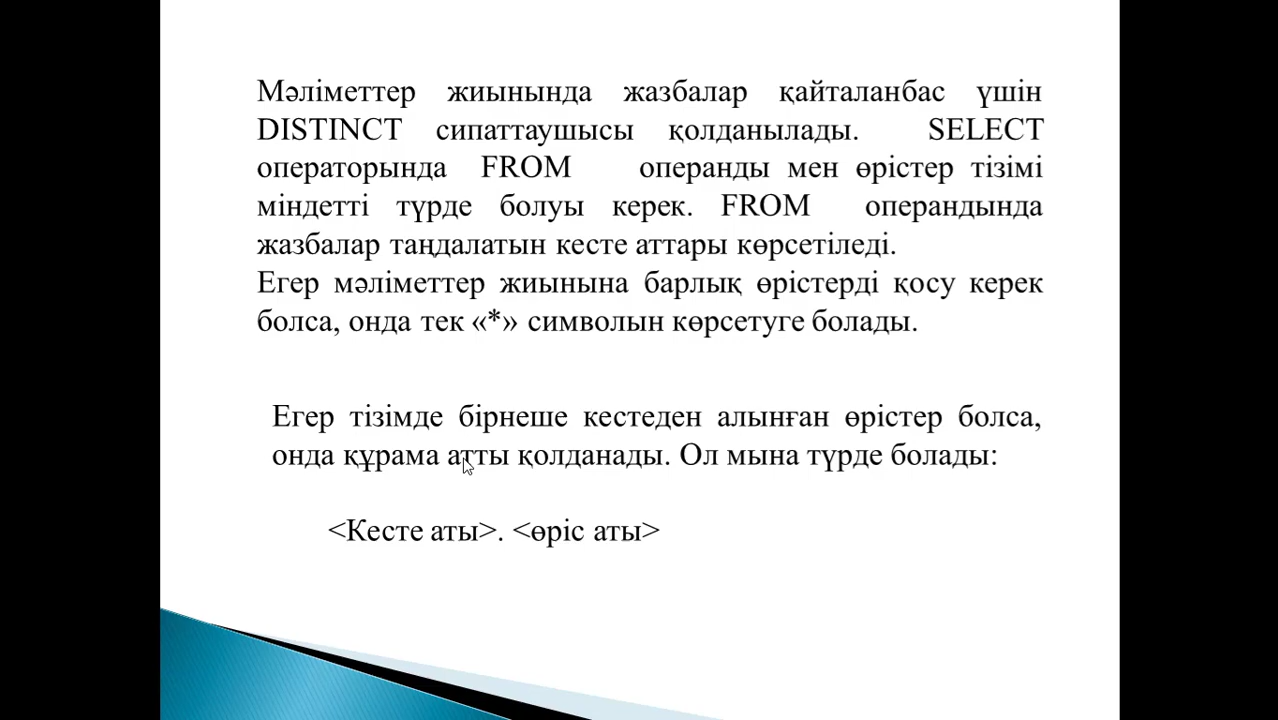 Мәліметтер жиынында жазбалар қайталанбас үшін
DISTINCT сипаттаушысы қолданылады. SELECT
операторында FROM операнды мен өрістер тізімі
міндетті түрде болуы керек. FROM операндында
жазбалар таңдалатын кесте аттары көрсетіледі.
Егер мәліметтер жиынына барлық өрістерді қосу керек
болса, онда тек «*» символын көрсетуге болады.
Егер тізімде бірнеше кестеден алынған өрістер болса,
онда құрама атты қолданады. Ол мына түрде болады:
<Кесте аты>. <өріс аты>